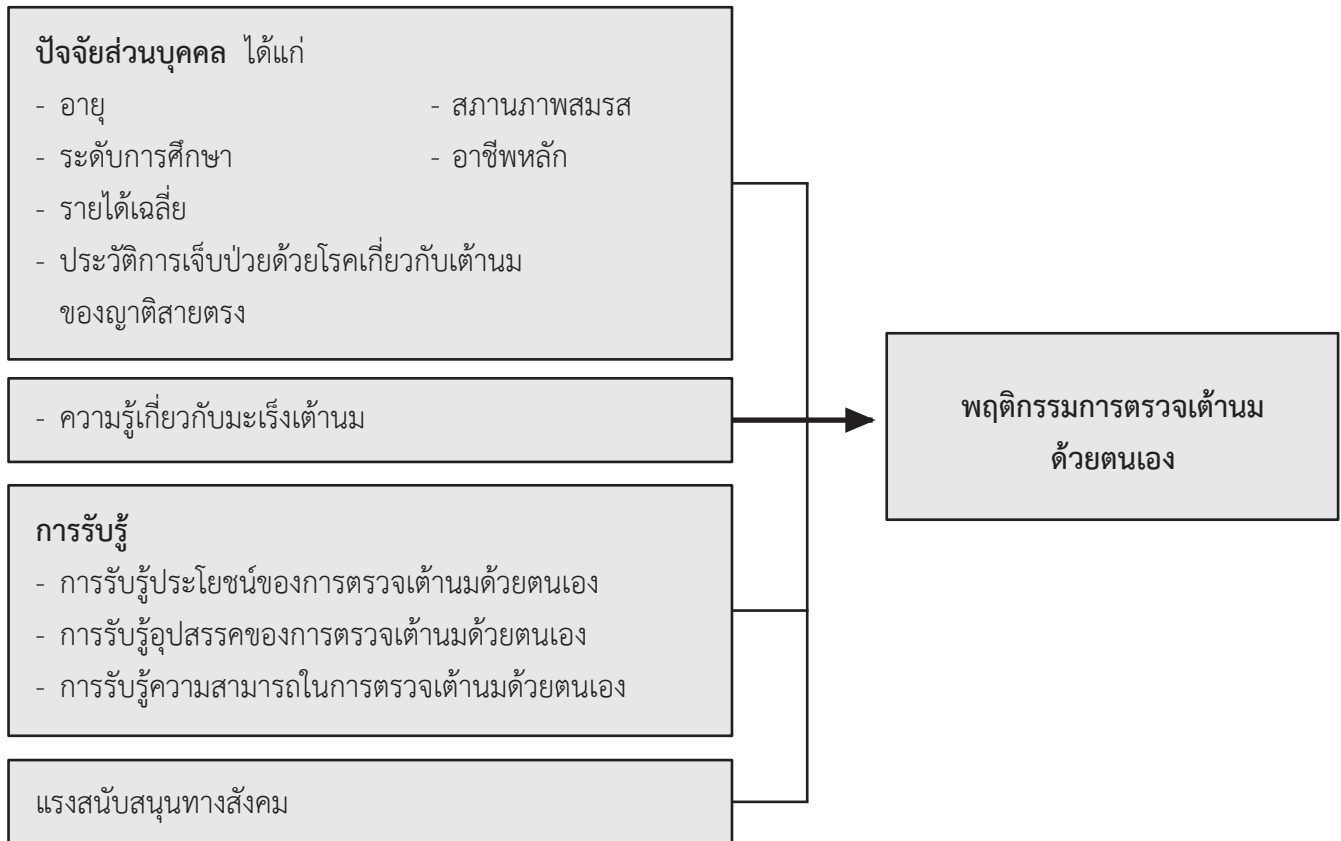 ปัจจัยส่วนบุคคล ได้แก่
- อายุ - สถานภาพสมรส
- ระดับการศึกษา - อาชีพหลัก
- รายได้เฉลี่ย
- ประวัติการเจ็บป่วยด้วยโรคเกี่ยวกับเต้านม
ของญาติสายตรง
- ความรู้เกี่ยวกับมะเร็งเต้านม
การรับรู้
- การรับรู้ประโยชน์ของการตรวจเต้านมด้วยตนเอง
- การรับรู้อุปสรรคของการตรวจเต้านมด้วยตนเอง
- การรับรู้ความสามารถในการตรวจเต้านมด้วยตนเอง
แรงสนับสนุนทางสังคม
พฤติกรรมการตรวจเต้านม
ด้วยตนเอง